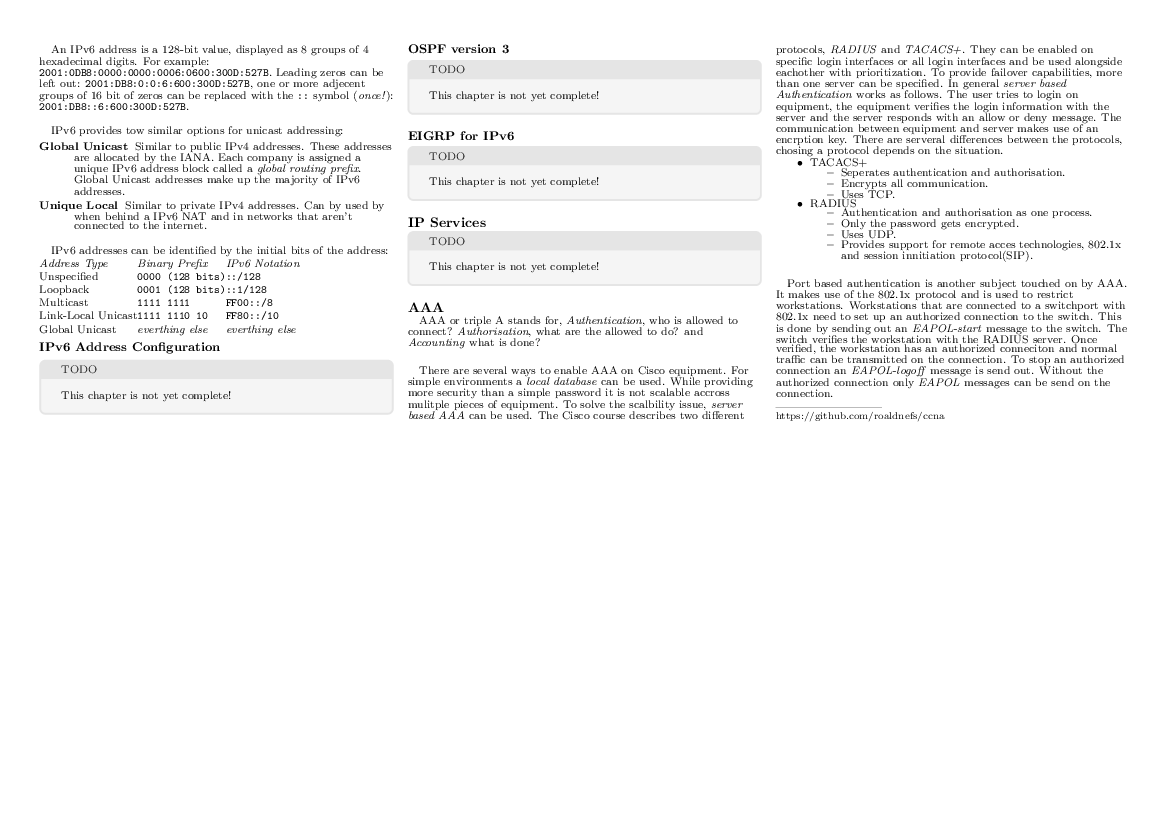 An IPv6 address is a 128-bit value, displayed as 8 groups of 4
hexadecimal digits. For example:
2001:0DB8:0000:0000:0006:0600:300D:527B. Leading zeros can be
left out: 2001:DB8:0:0:6:600:300D:527B, one or more adjecent
groups of 16 bit of zeros can be replaced with the :: symbol (once!):
2001:DB8::6:600:300D:527B.
IPv6 provides tow similar options for unicast addressing:
Global Unicast Similar to public IPv4 addresses. These addresses
are allocated by the IANA. Each company is assigned a
unique IPv6 address block called a global routing prefix.
Global Unicast addresses make up the majority of IPv6
addresses.
Unique Local Similar to private IPv4 addresses. Can by used by
when behind a IPv6 NAT and in networks that aren't
connected to the internet.
IPv6 addresses can be identified by the initial bits of the address:
Address Type Binary Prefix IPv6 Notation
Unspecified 0000 (128 bits) ::/128
Loopback 0001 (128 bits) ::1/128
Multicast 1111 1111 FF00::/8
Link-Local Unicast 1111 1110 10 FF80::/10
Global Unicast everthing else everthing else
IPv6 Address Configuration
TODO
This chapter is not yet complete!
OSPF version 3
TODO
This chapter is not yet complete!
EIGRP for IPv6
TODO
This chapter is not yet complete!
IP Services
TODO
This chapter is not yet complete!
AAA
AAA or triple A stands for, Authentication, who is allowed to
connect? Authorisation, what are the allowed to do? and
Accounting what is done?
There are several ways to enable AAA on Cisco equipment. For
simple environments a local database can be used. While providing
more security than a simple password it is not scalable accross
mulitple pieces of equipment. To solve the scalbility issue, server
based AAA can be used. The Cisco course describes two different
protocols, RADIUS and TACACS+. They can be enabled on
specific login interfaces or all login interfaces and be used alongside
eachother with prioritization. To provide failover capabilities, more
than one server can be specified. In general server based
Authentication works as follows. The user tries to login on
equipment, the equipment verifies the login information with the
server and the server responds with an allow or deny message. The
communication between equipment and server makes use of an
encrption key. There are serveral differences between the protocols,
chosing a protocol depends on the situation.
• TACACS+
– Seperates authentication and authorisation.
– Encrypts all communication.
– Uses TCP.
• RADIUS
– Authentication and authorisation as one process.
– Only the password gets encrypted.
– Uses UDP.
– Provides support for remote acces technologies, 802.1x
and session innitiation protocol(SIP).
Port based authentication is another subject touched on by AAA.
It makes use of the 802.1x protocol and is used to restrict
workstations. Workstations that are connected to a switchport with
802.1x need to set up an authorized connection to the switch. This
is done by sending out an EAPOL-start message to the switch. The
switch verifies the workstation with the RADIUS server. Once
verified, the workstation has an authorized conneciton and normal
traffic can be transmitted on the connection. To stop an authorized
connection an EAPOL-logoff message is send out. Without the
authorized connection only EAPOL messages can be send on the
connection.
https://github.com/roaldnefs/ccna